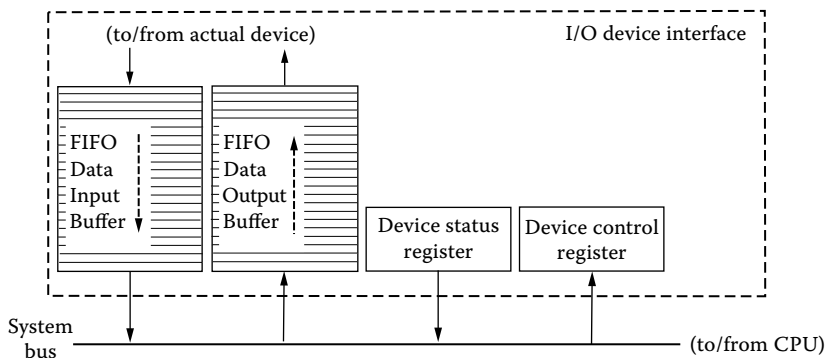 (to/from actual device)
I/O device interface
FIFO
Data
Input
Buffer
FIFO
Data
Output
Buffer
Device status
register
Device control
register
System
bus
(to/from CPU)